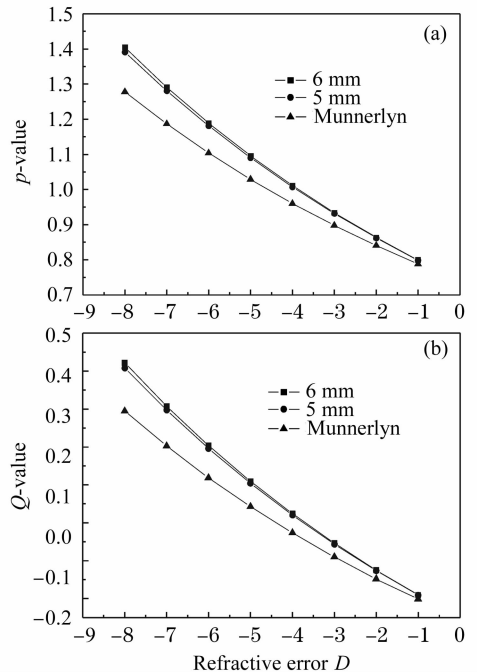 1.5
(a)
1.4
6 mm
1.3
5 mm
Munnerlyn
1.2
p-value
1.1
1.0
0.9
0.8
0.7
−9 −8 −7 −6 −5 −4 −3 −2 −1 0
0.5
(b)
0.4
6 mm
0.3
5 mm
Munnerlyn
0.2
Q-value
0.1
0.0
−0.1
−0.2
−9 −8 −7 −6 −5 −4 −3 −2 −1 0
Refractive error D